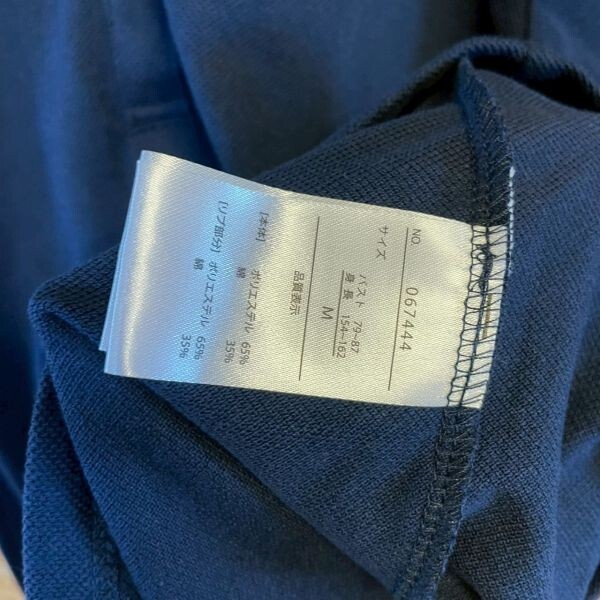 NO. 067444
サイズ
バスト 79-87
身長 154-162
M
品質表示
[本体] ポリエステル 65%
綿 35%
[リブ部分] ポリエステル 65%
綿 35%